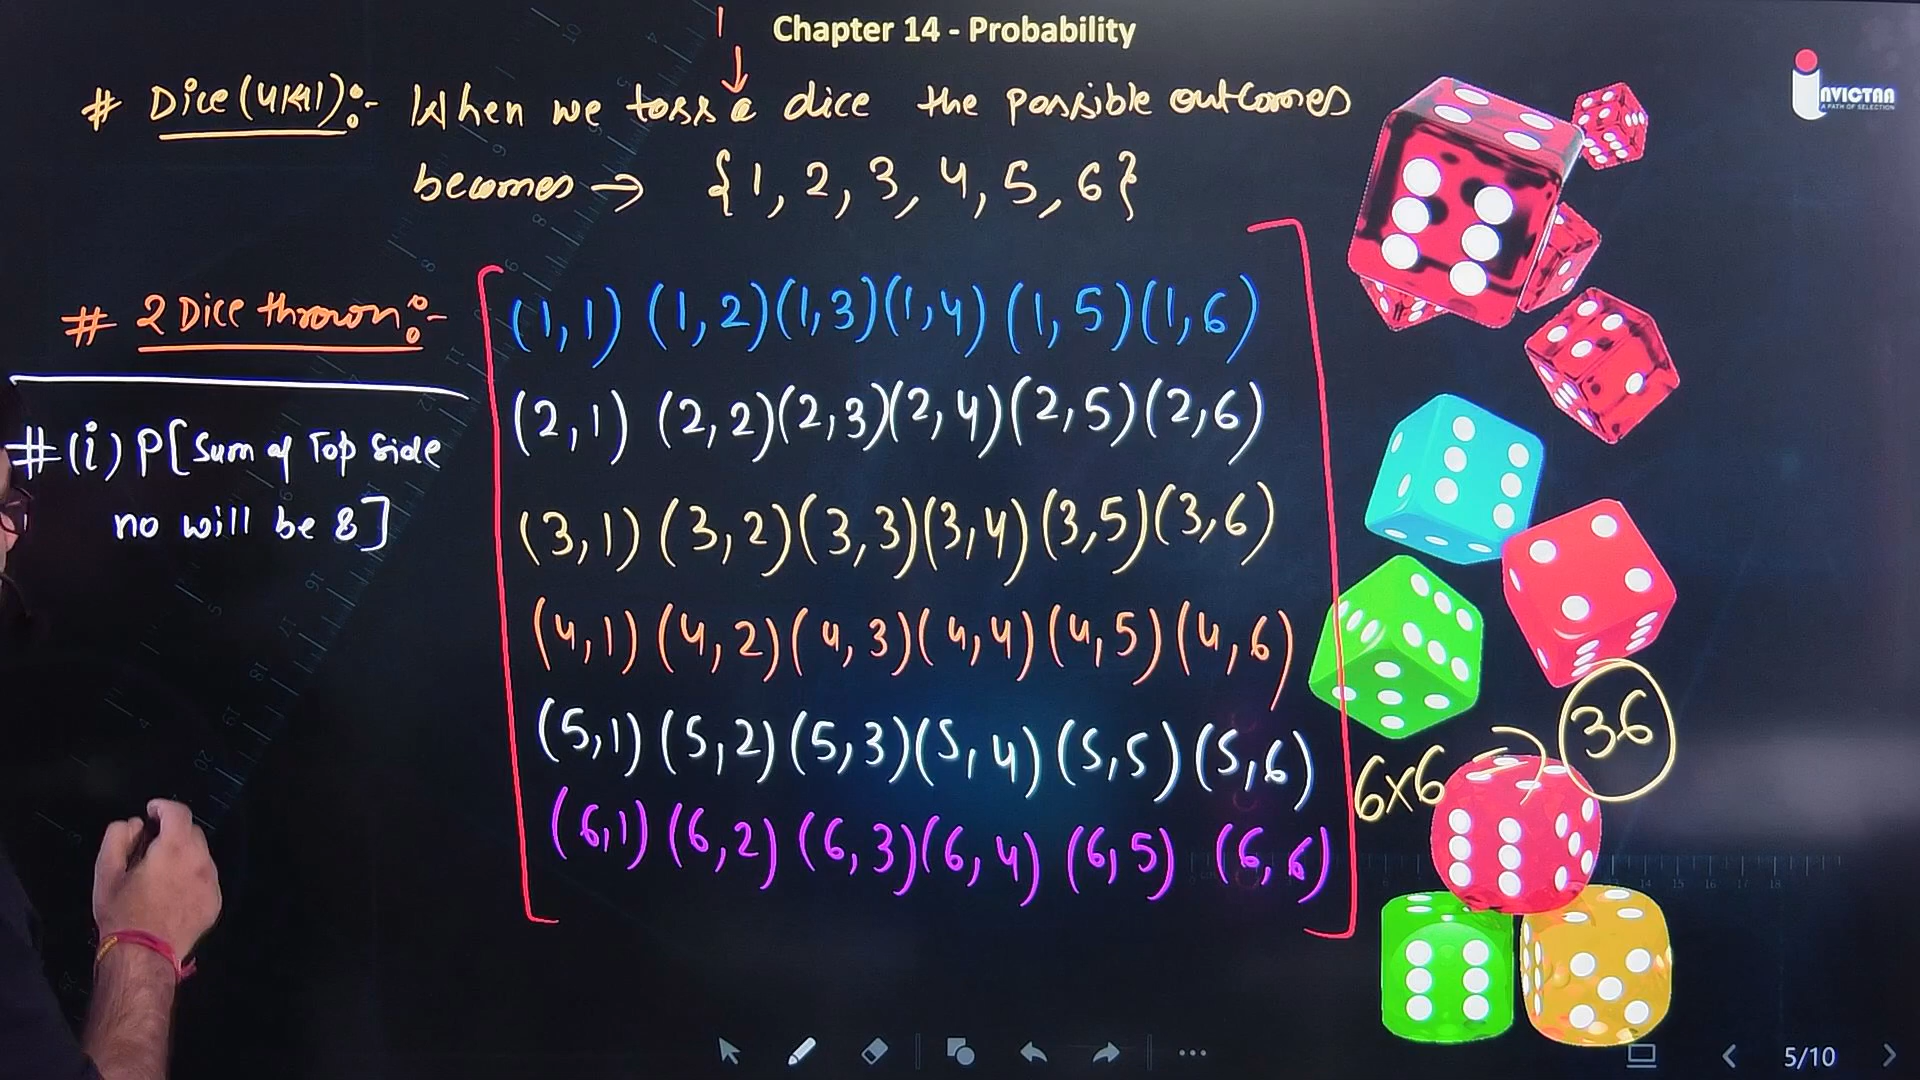 Chapter 14 - Probability
1
# Dice (पासा):- When we toss a dice the possible outcomes
becomes → {1, 2, 3, 4, 5, 6}
# 2 Dice thrown:-
(1,1) (1,2) (1,3) (1,4) (1,5) (1,6)
(2,1) (2,2) (2,3) (2,4) (2,5) (2,6)
(3,1) (3,2) (3,3) (3,4) (3,5) (3,6)
(4,1) (4,2) (4,3) (4,4) (4,5) (4,6)
(5,1) (5,2) (5,3) (5,4) (5,5) (5,6)
(6,1) (6,2) (6,3) (6,4) (6,5) (6,6)
6×6 → 36
# (i) P[Sum of Top side
no will be 8]
INVICTAA
A PATH OF SELECTION
5/10